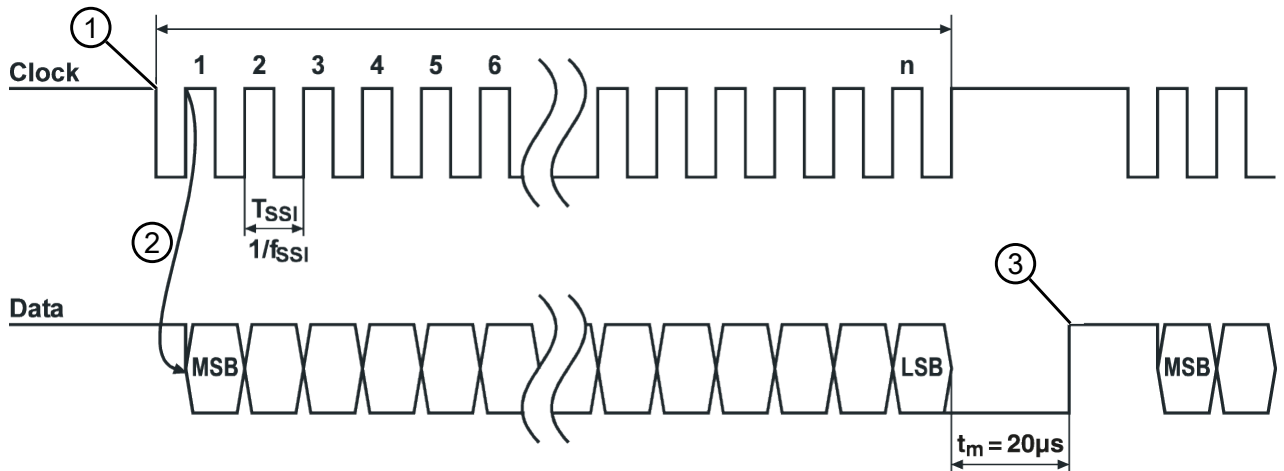 1
1 2 3 4 5 6 n
Clock
TSSI
1/fSSI
2
3
Data
MSB LSB MSB
tm = 20µs